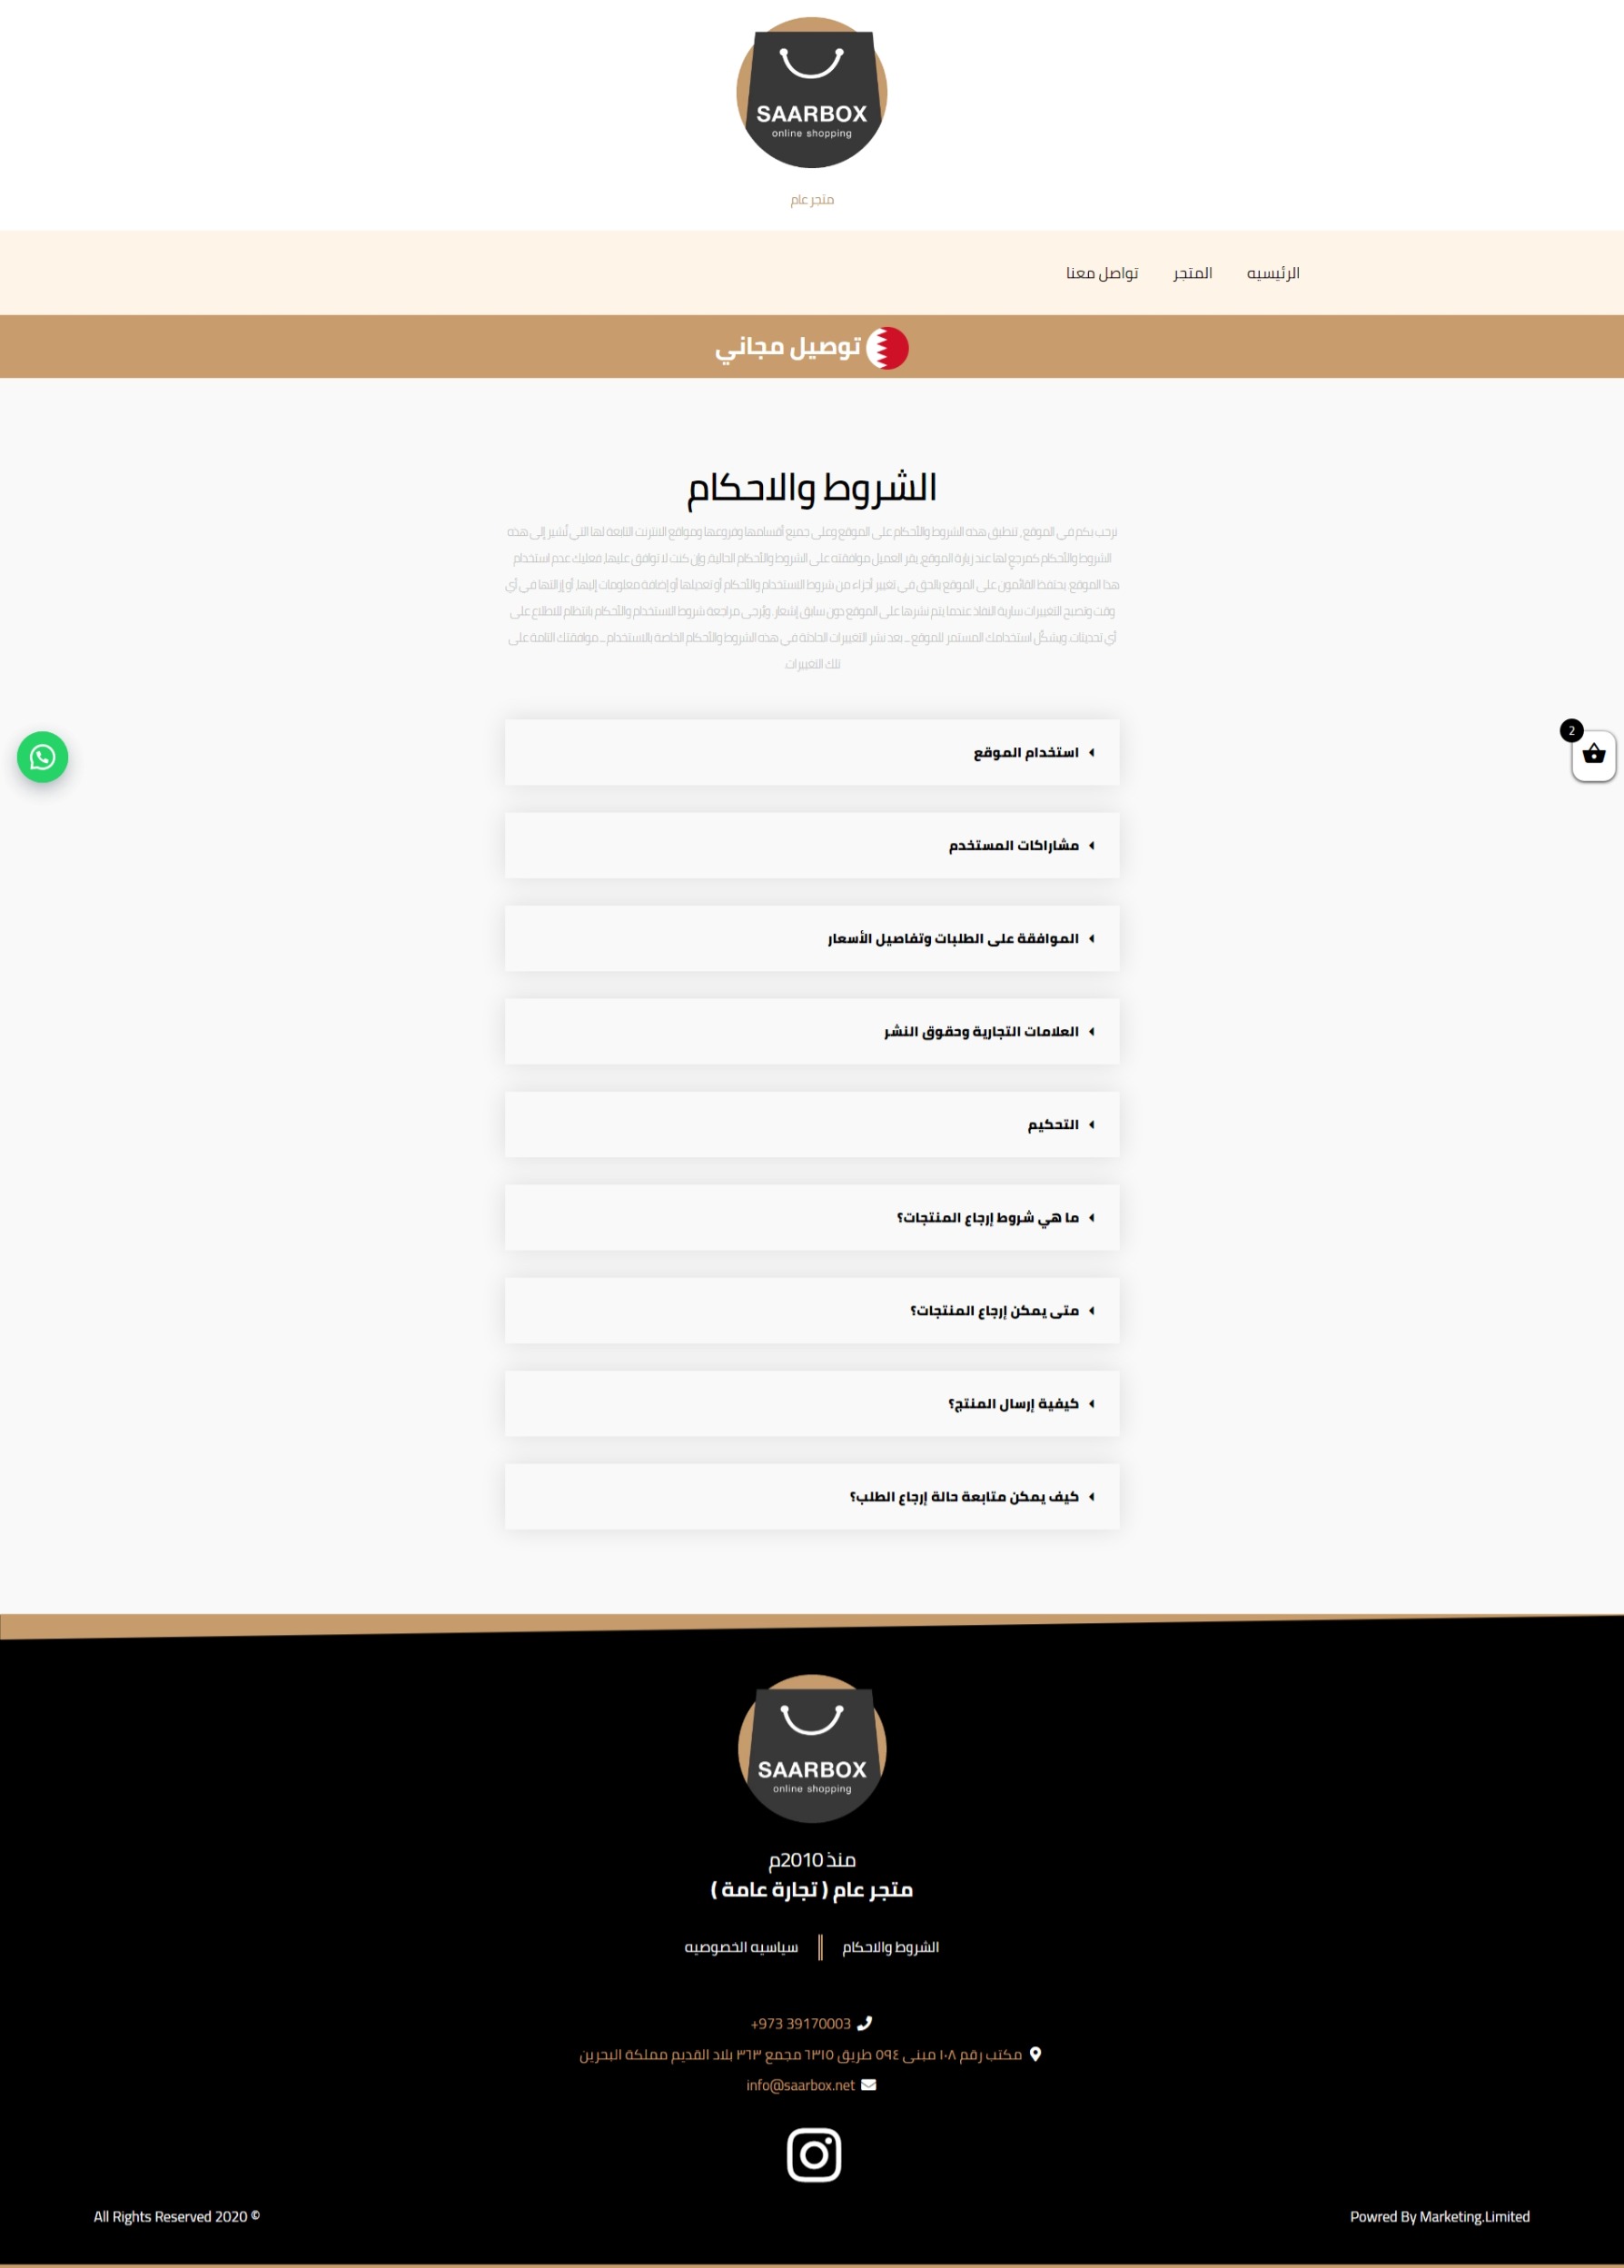 SAARBOX
online shopping
متجر عام
الرئيسيه
المتجر
تواصل معنا
توصيل مجاني
الشروط والاحكام
نرحب بكم في الموقع , تنطبق هذه الشروط والأحكام على الموقع وعلى جميع أقسامها وفروعها ومواقع الانترنت التابعة لها التي تُشير إلى هذه
الشروط والأحكام كمرجعٍ لها عند زيارة الموقع, يقر العميل موافقته على الشروط والأحكام الحالية, وإن كنت لا توافق عليها, فعليك عدم استخدام
هذا الموقع. يحتفظ القائمون على الموقع بالحق في تغيير أجزاء من شروط الاستخدام والأحكام أو تعديلها أو إضافة معلومات إليها, أو إزالتها في أي
وقت وتصبح التغييرات سارية النفاذ عندما يتم نشرها على الموقع دون سابق إشعار. ويُرجى مراجعة شروط الاستخدام والأحكام بانتظام للاطلاع على
أي تحديثات. ويشكِّل استخدامك المستمر للموقع ـ بعد نشر التغييرات الحادثة في هذه الشروط والأحكام الخاصة بالاستخدام ـ موافقتك التامة على
تلك التغييرات.
2
استخدام الموقع
مشاراكات المستخدم
الموافقة على الطلبات وتفاصيل الأسعار
العلامات التجارية وحقوق النشر
التحكيم
ما هي شروط إرجاع المنتجات؟
متى يمكن إرجاع المنتجات؟
كيفية إرسال المنتج؟
كيف يمكن متابعة حالة إرجاع الطلب؟
SAARBOX
online shopping
منذ 2010م
متجر عام ( تجارة عامة )
الشروط والاحكام
سياسيه الخصوصيه
+973 39170003
مكتب رقم ١٠٨ مبنى ٥٩٤ طريق ٦٣١٥ مجمع ٣٦٣ بلاد القديم مملكة البحرين
info@saarbox.net
All Rights Reserved 2020 ©
Powred By Marketing.Limited